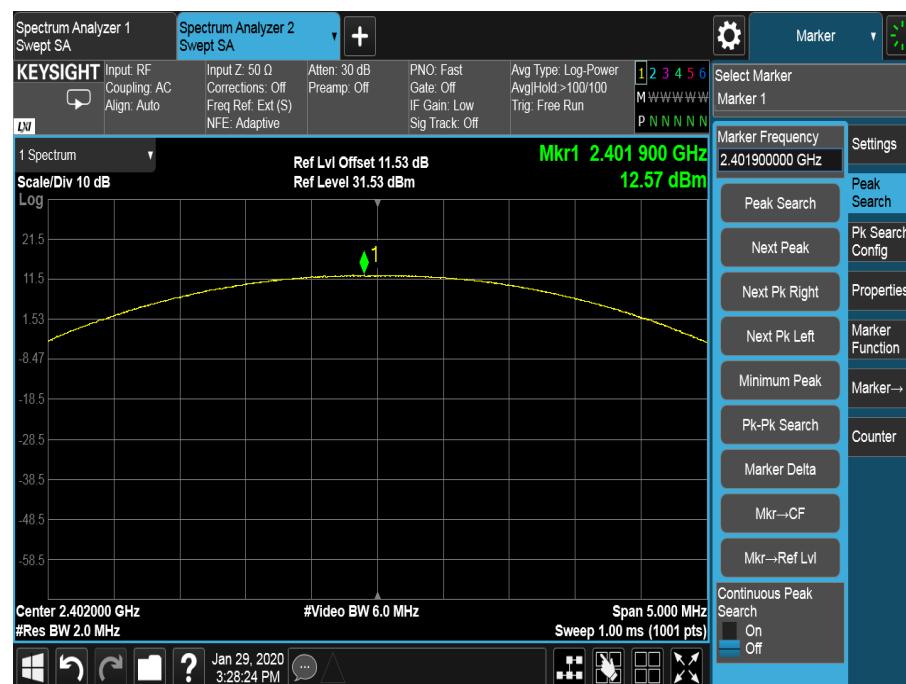 Spectrum Analyzer 1
Swept SA
Spectrum Analyzer 2
Swept SA
Marker
KEYSIGHT
Input: RF
Coupling: AC
Align: Auto
Input Z: 50 Ω
Corrections: Off
Freq Ref: Ext (S)
NFE: Adaptive
Atten: 30 dB
Preamp: Off
PNO: Fast
Gate: Off
IF Gain: Low
Sig Track: Off
Avg Type: Log-Power
Avg|Hold:>100/100
Trig: Free Run
1 2 3 4 5 6
M W W W W W
P N N N N N
LXI
Select Marker
Marker 1
1 Spectrum
Scale/Div 10 dB
Log
Ref Lvl Offset 11.53 dB
Ref Level 31.53 dBm
Mkr1 2.401 900 GHz
12.57 dBm
1
21.5
11.5
1.53
-8.47
-18.5
-28.5
-38.5
-48.5
-58.5
Center 2.402000 GHz
#Res BW 2.0 MHz
#Video BW 6.0 MHz
Span 5.000 MHz
Sweep 1.00 ms (1001 pts)
Marker Frequency
2.401900000 GHz
Peak Search
Next Peak
Next Pk Right
Next Pk Left
Minimum Peak
Pk-Pk Search
Marker Delta
Mkr→CF
Mkr→Ref Lvl
Continuous Peak
Search
On
Off
Settings
Peak
Search
Pk Search
Config
Properties
Marker
Function
Marker→
Counter
?
Jan 29, 2020
3:28:24 PM